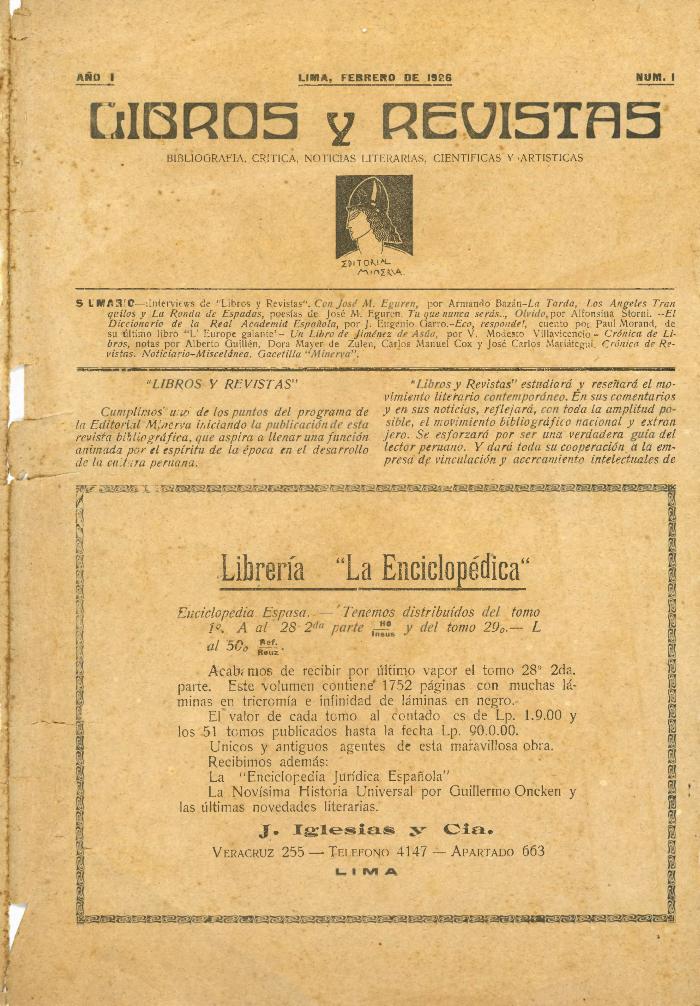 AÑO I
LIMA, FEBRERO DE 1926
NUM. I
LIBROS y REVISTAS
BIBLIOGRAFIA, CRITICA, NOTICIAS LITERARIAS, CIENTIFICAS Y ARTISTICAS
EDITORIAL
MINERVA
SUMARIO—:Interviews de "Libros y Revistas". Con José M. Eguren, por Armando Bazán-La Tarda, Los Angeles Tran
quilos y La Ronda de Espadas, poesías de José M. Eguren. Tu que nunca serás.., Olvido, por Alfonsina Storni. --El
Diccionario de la Real Academia Española, por J. Eugenio Garro.-Eco, responde!, cuento por Paul Morand, de
su último libro "L' Europe galante'- Un Libro de Jiménez de Asúa, por V. Modesto Villavicencio- Crónica de Li-
bros, notas por Alberto Guillén, Dora Mayer de Zulen, Carlos Manuel Cox y José Carlos Mariátegui. Crónica de Re-
vistas. Noticiario-Miscelánea. Gacetilla "Minerva".
"LIBROS Y REVISTAS"
Cumplimos uno de los puntos del programa de
la Editorial Minerva iniciando la publicación de esta
revista bibliográfica, que aspira a llenar una función
animada por el espíritu de la época en el desarrollo
de la cultura peruana.
"Libros y Revistas" estudiará y reseñará el mo-
vimiento literario contemporáneo. En sus comentarios
y en sus noticias, reflejará, con toda la amplitud po-
sible, el movimiento bibliográfico nacional y extran
jero. Se esforzará por ser una verdadera guía del
lector peruano. Y dará toda su cooperación a la em-
presa de vinculación y acercamiento intelectuales de
Librería "La Enciclopédica"
Enciclopedia Espasa. — Tenemos distribuídos del tomo
1º. A al 28 2da parte Ho/Insus y del tomo 29o.— L
al 50o Ref./Reuz.
Acabamos de recibir por último vapor el tomo 28° 2da.
parte. Este volumen contiene 1752 páginas con muchas lá-
minas en tricromía e infinidad de láminas en negro.
El valor de cada tomo al contado es de Lp. 1.9.00 y
los 51 tomos publicados hasta la fecha Lp. 90.0.00.
Unicos y antiguos agentes de esta maravillosa obra.
Recibimos además:
La "Enciclopedia Jurídica Española"
La Novísima Historia Universal por Guillermo Oncken y
las últimas novedades literarias.
J. Iglesias y Cia.
VERACRUZ 255 — TELEFONO 4147 — APARTADO 663
LIMA